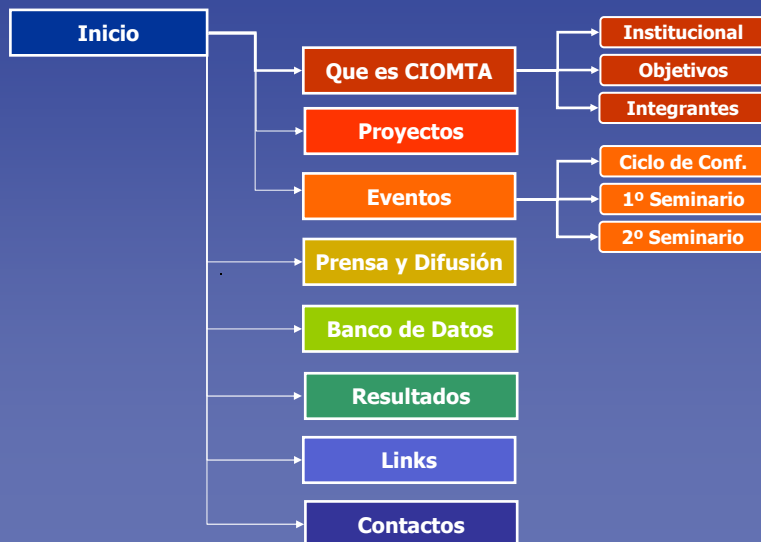 Inicio
Que es CIOMTA
Institucional
Objetivos
Integrantes
Proyectos
Eventos
Ciclo de Conf.
1º Seminario
2º Seminario
Prensa y Difusión
Banco de Datos
Resultados
Links
Contactos